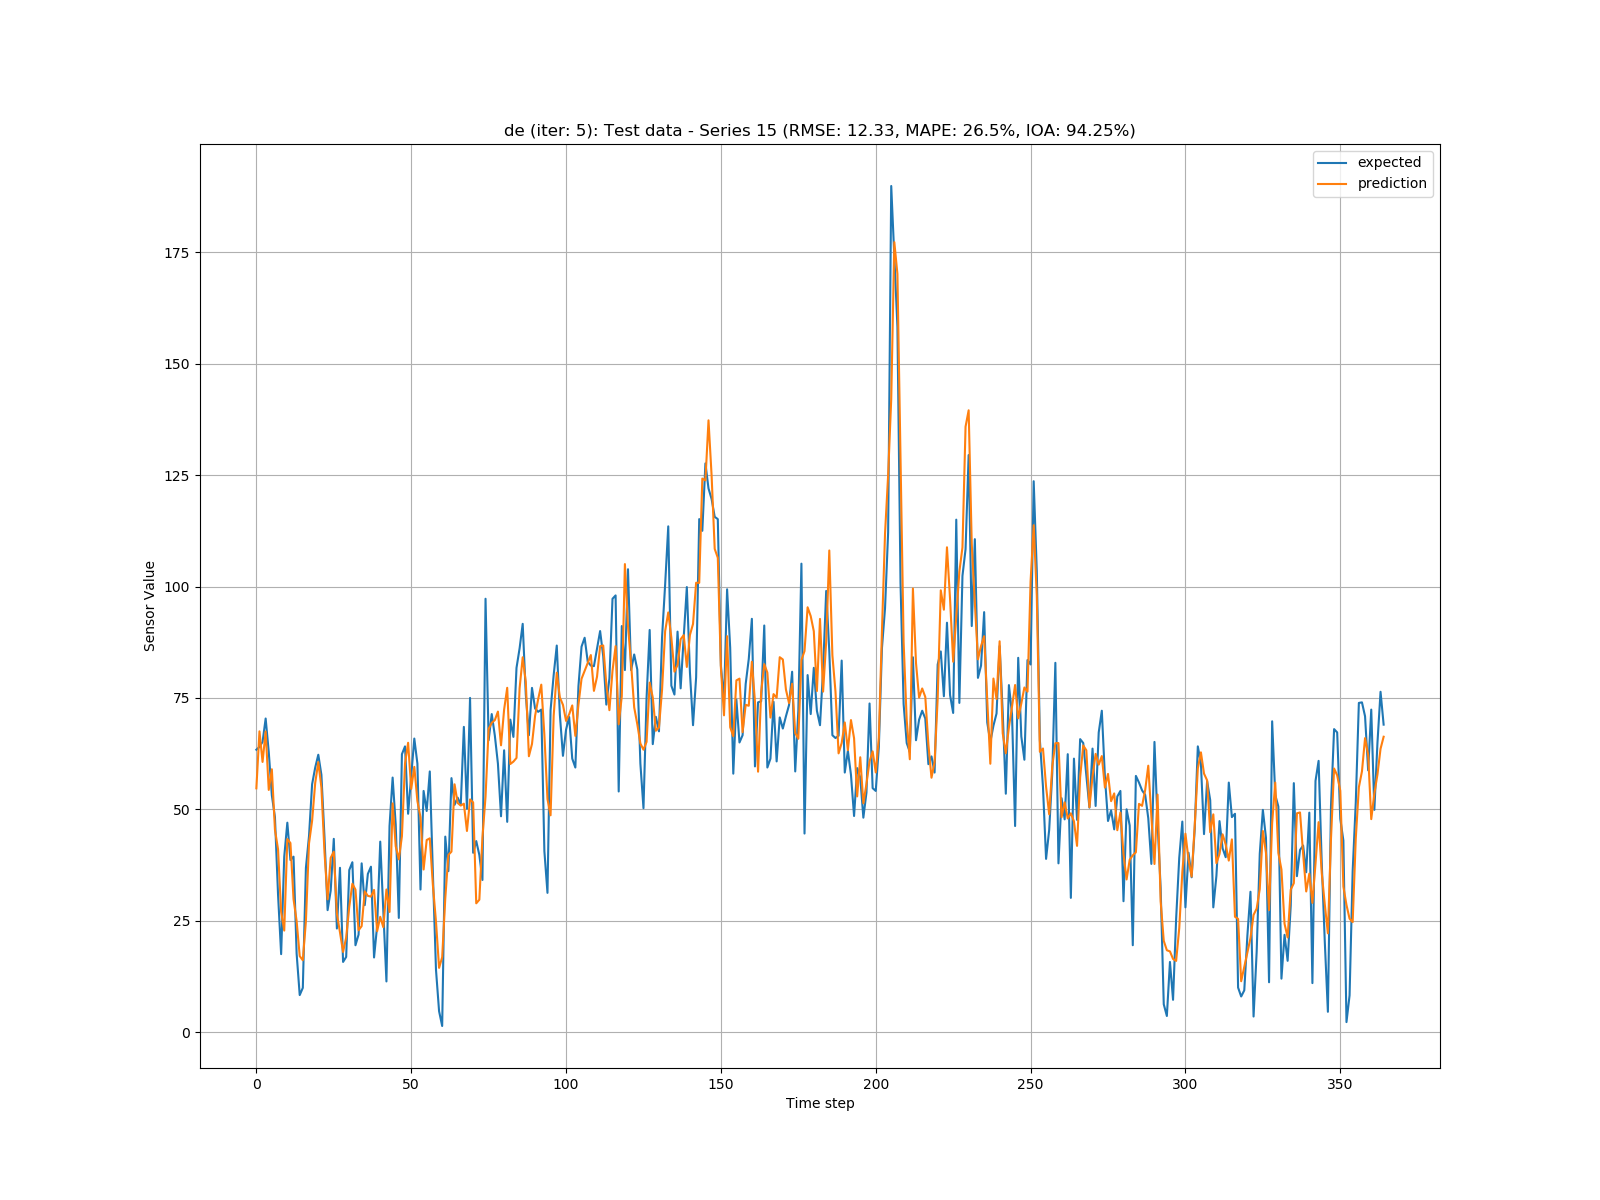 de (iter: 5): Test data - Series 15 (RMSE: 12.33, MAPE: 26.5%, IOA: 94.25%)
expected
prediction
175
150
125
100
75
50
25
0
Sensor Value
0 50 100 150 200 250 300 350
Time step